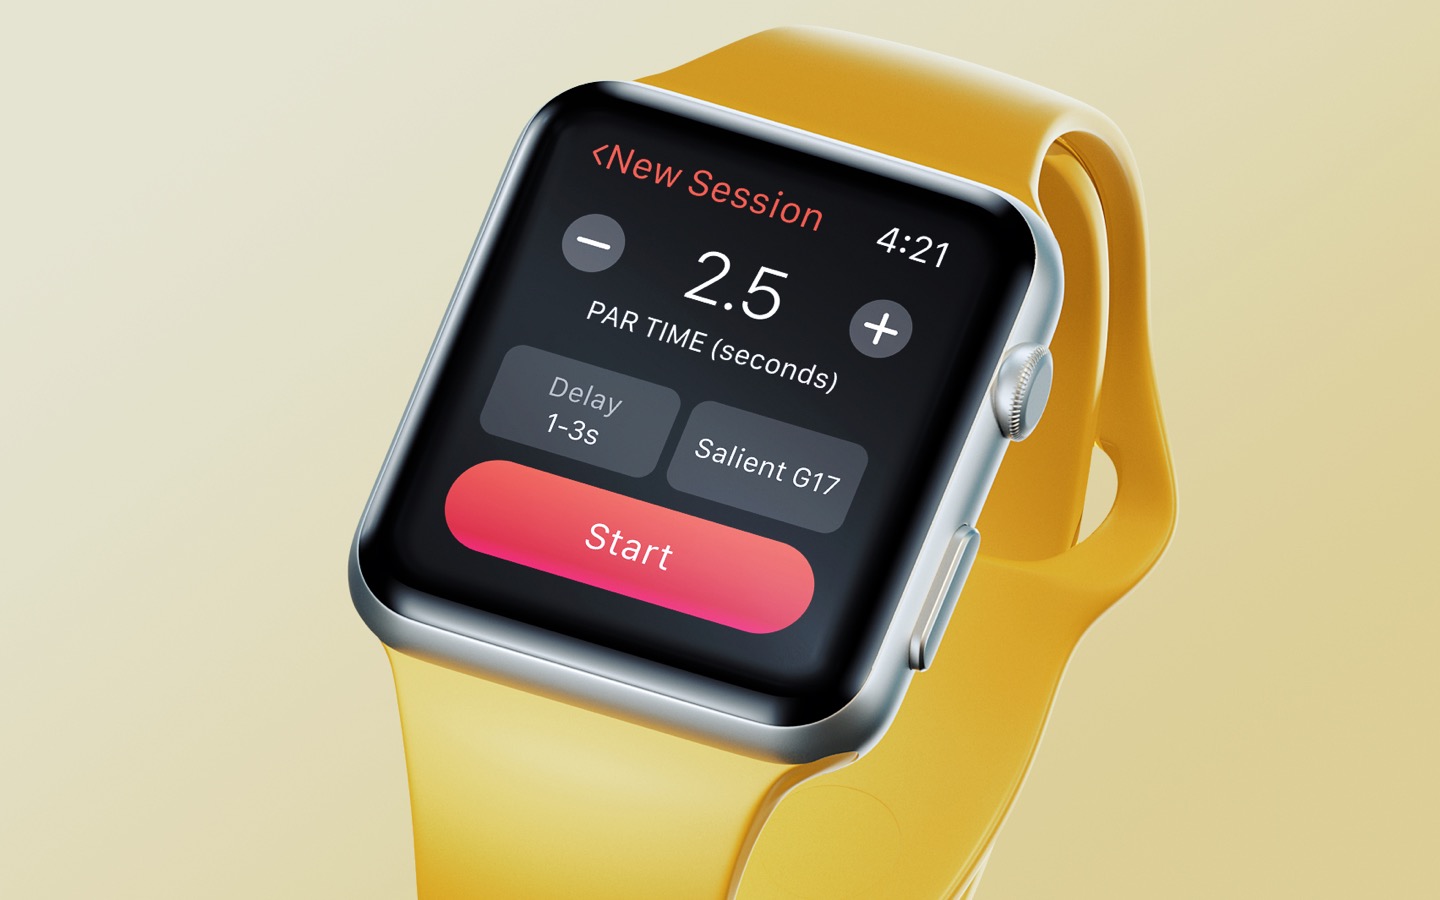 <New Session
4:21
2.5
PAR TIME (seconds)
Delay
1-3s
Salient G17
Start